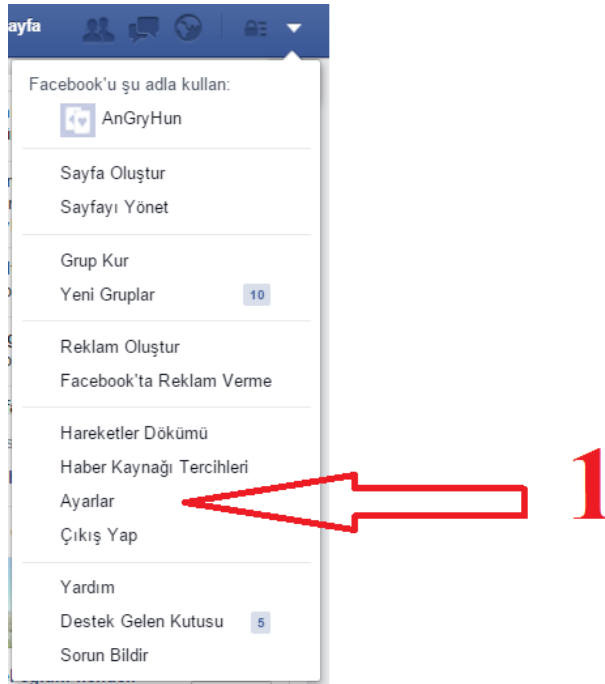 ayfa
Facebook'u şu adla kullan:
AnGryHun
Sayfa Oluştur
Sayfayı Yönet
Grup Kur
Yeni Gruplar 10
Reklam Oluştur
Facebook'ta Reklam Verme
Hareketler Dökümü
Haber Kaynağı Tercihleri
Ayarlar
1
Çıkış Yap
Yardım
Destek Gelen Kutusu 5
Sorun Bildir